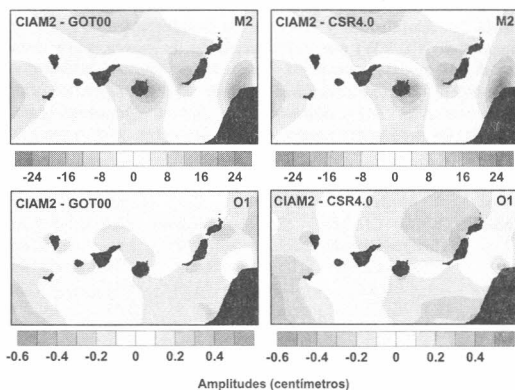 CIAM2 - GOT00 M2
CIAM2 - CSR4.0 M2
-24 -16 -8 0 8 16 24
-24 -16 -8 0 8 16 24
CIAM2 - GOT00 O1
CIAM2 - CSR4.0 O1
-0.6 -0.4 -0.2 0 0.2 0.4
-0.6 -0.4 -0.2 0 0.2 0.4
Amplitudes (centímetros)